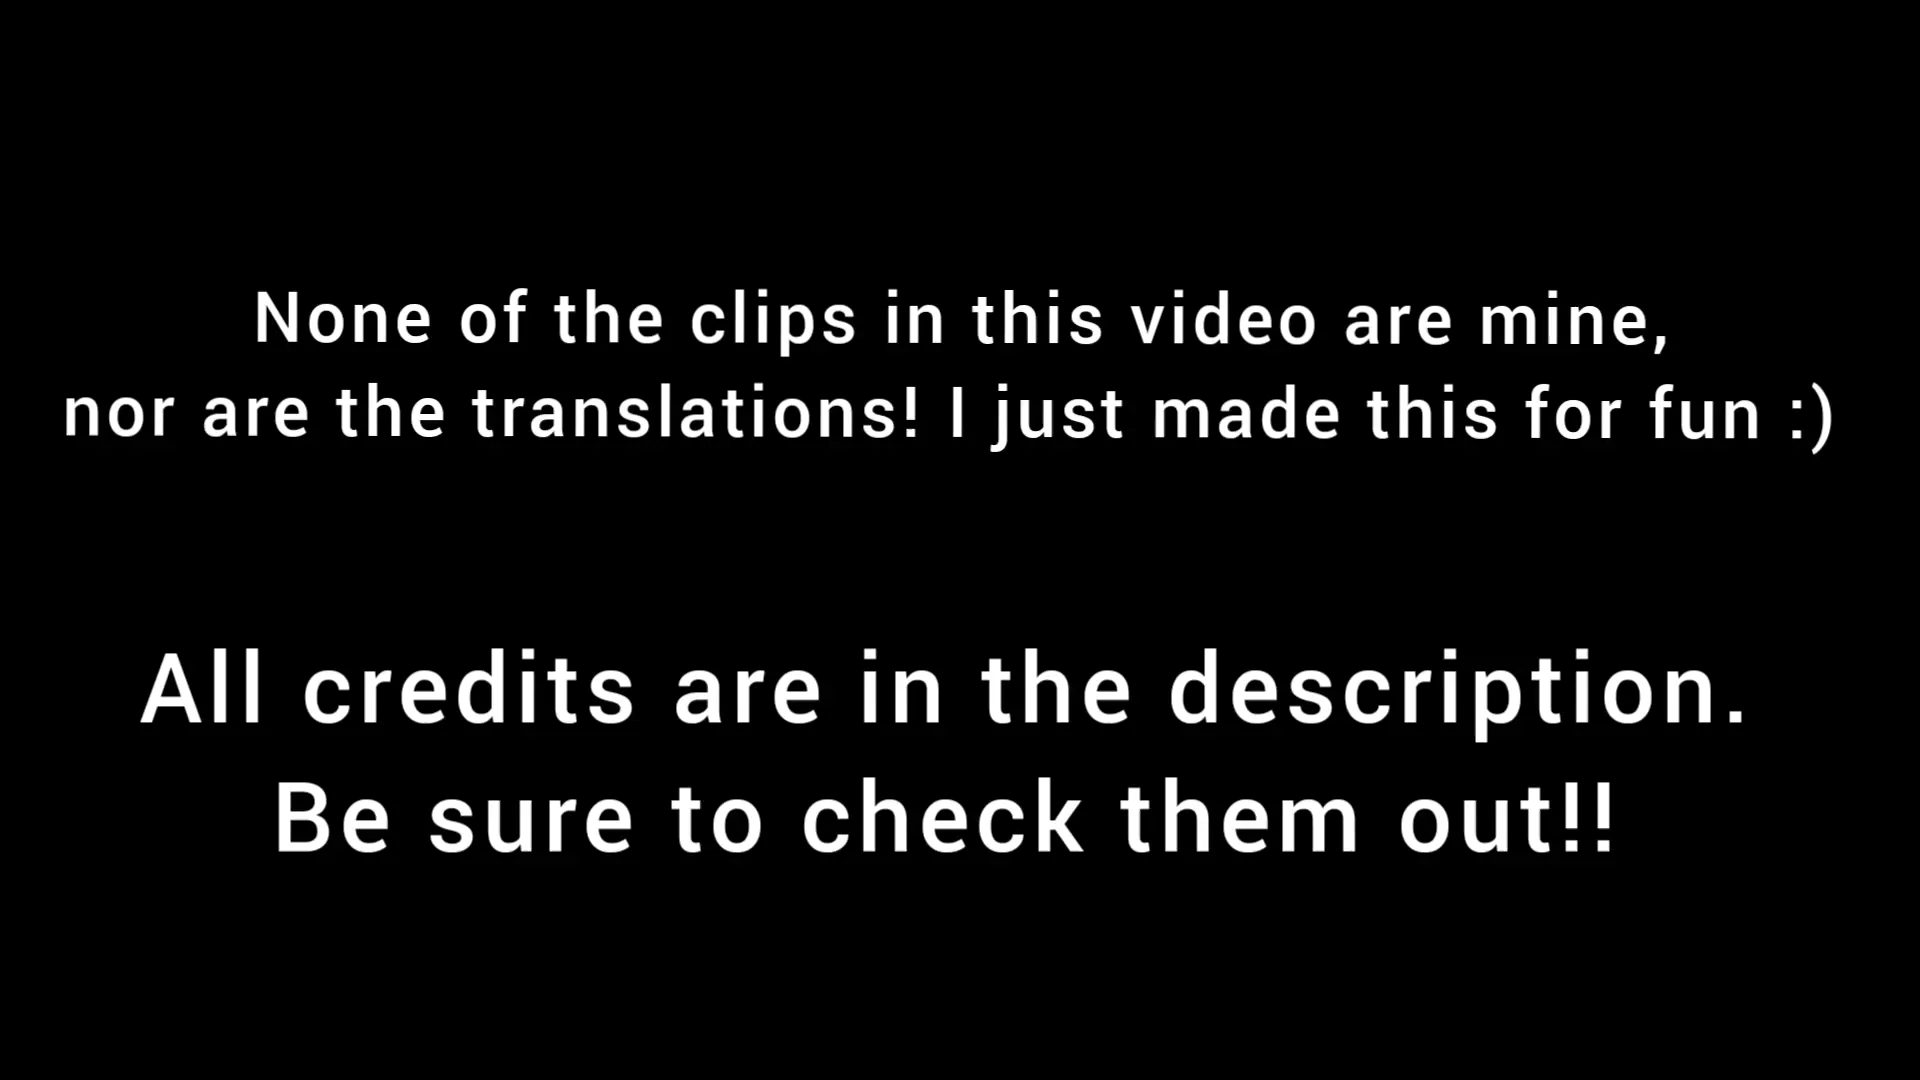 None of the clips in this video are mine,
nor are the translations! I just made this for fun :)
All credits are in the description.
Be sure to check them out!!